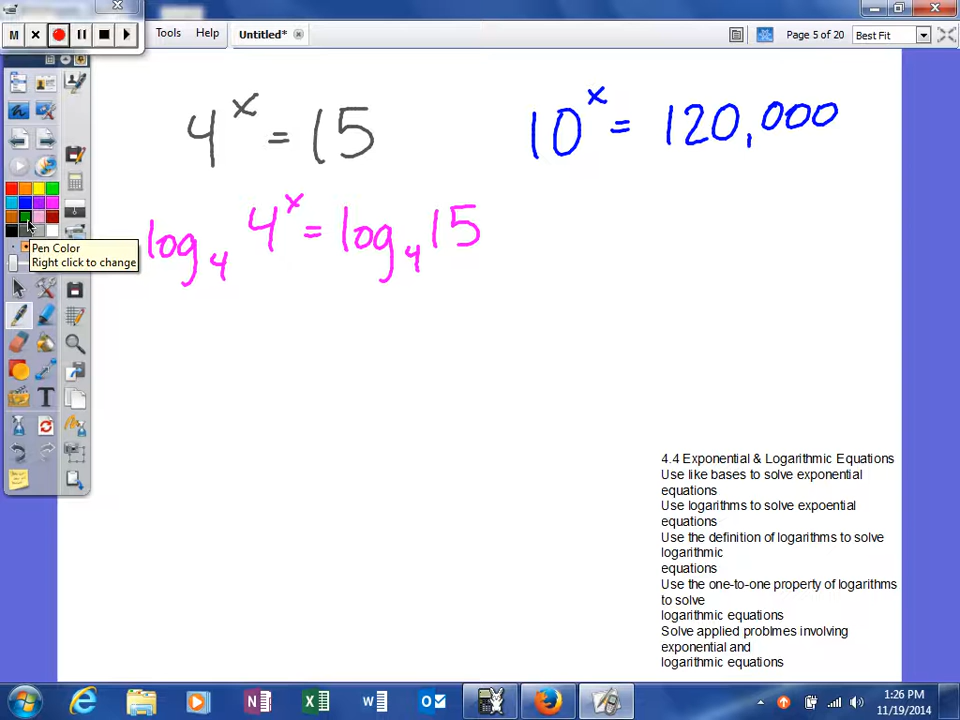 M
Tools Help Untitled* Page 5 of 20 Best Fit
4^x = 15
10^x = 120,000
log_4 4^x = log_4 15
Pen Color
Right click to change
T
4.4 Exponential & Logarithmic Equations
Use like bases to solve exponential
equations
Use logarithms to solve expoential
equations
Use the definition of logarithms to solve
logarithmic
equations
Use the one-to-one property of logarithms
to solve
logarithmic equations
Solve applied problms involving
exponential and
logarithmic equations
1:26 PM
11/19/2014